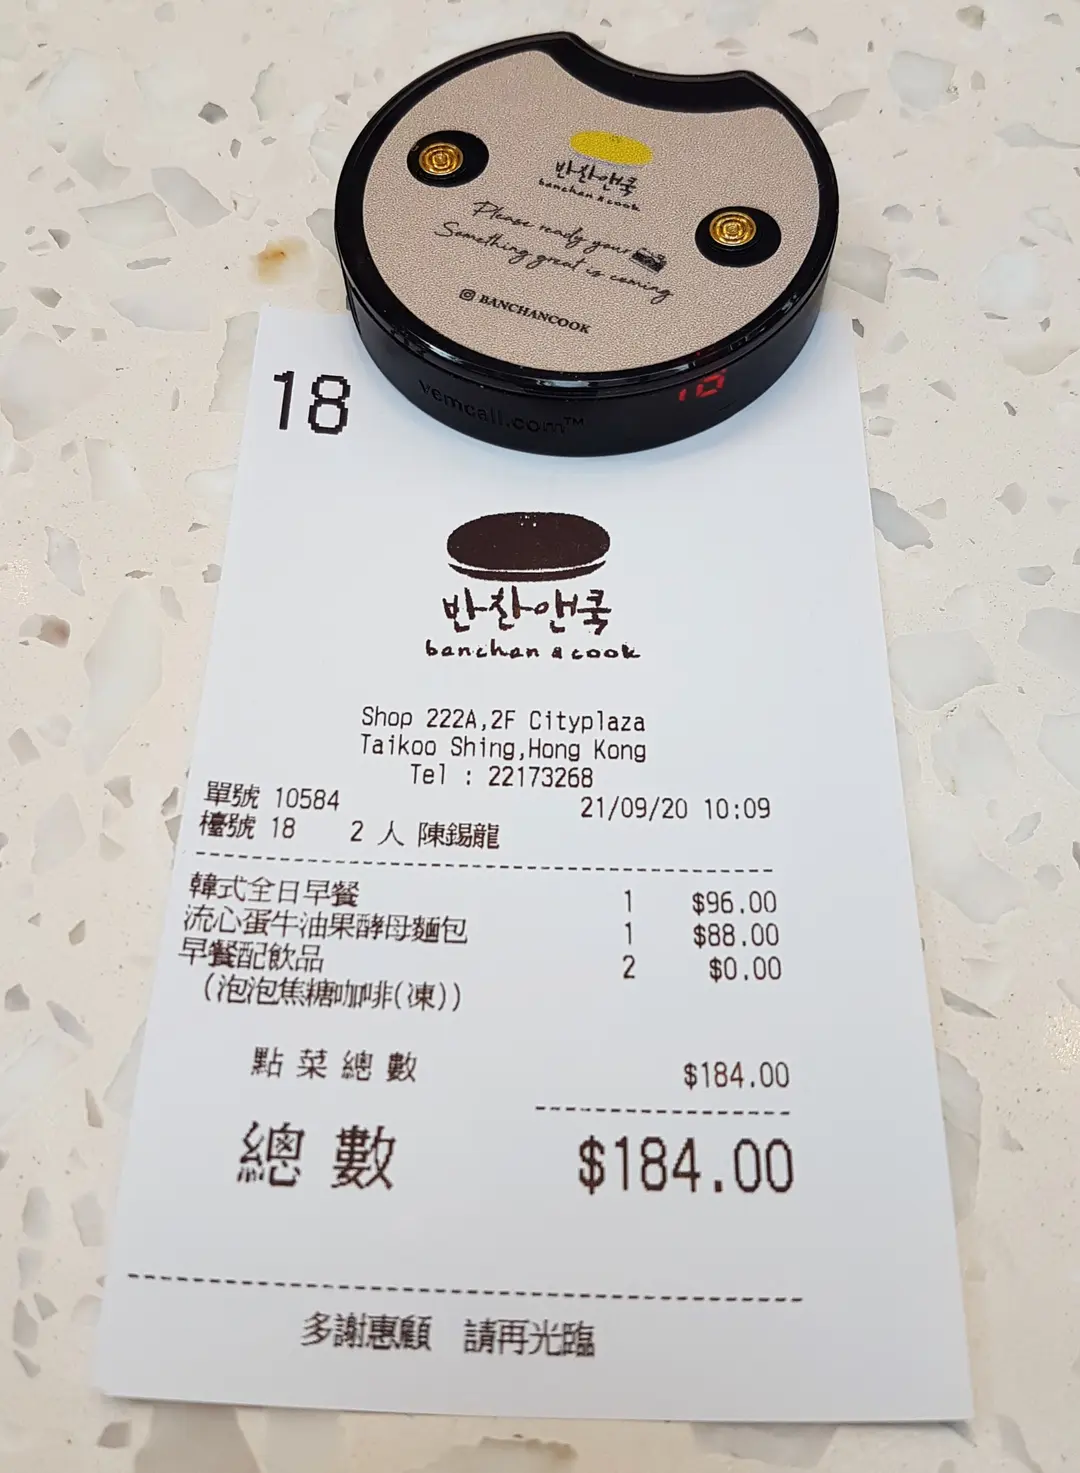 반찬앤쿡
banchan & cook
Please ready your
Something great is coming
BANCHANCOOK
vemcall.com™
18
18
반찬앤쿡
banchan & cook
Shop 222A,2F Cityplaza
Taikoo Shing,Hong Kong
Tel : 22173268
單號 10584 21/09/20 10:09
檯號 18 2 人 陳錫龍
韓式全日早餐 1 $96.00
流心蛋牛油果酵母麵包 1 $88.00
早餐配飲品 2 $0.00
(泡泡焦糖咖啡(凍))
點菜總數 $184.00
總數 $184.00
多謝惠顧 請再光臨